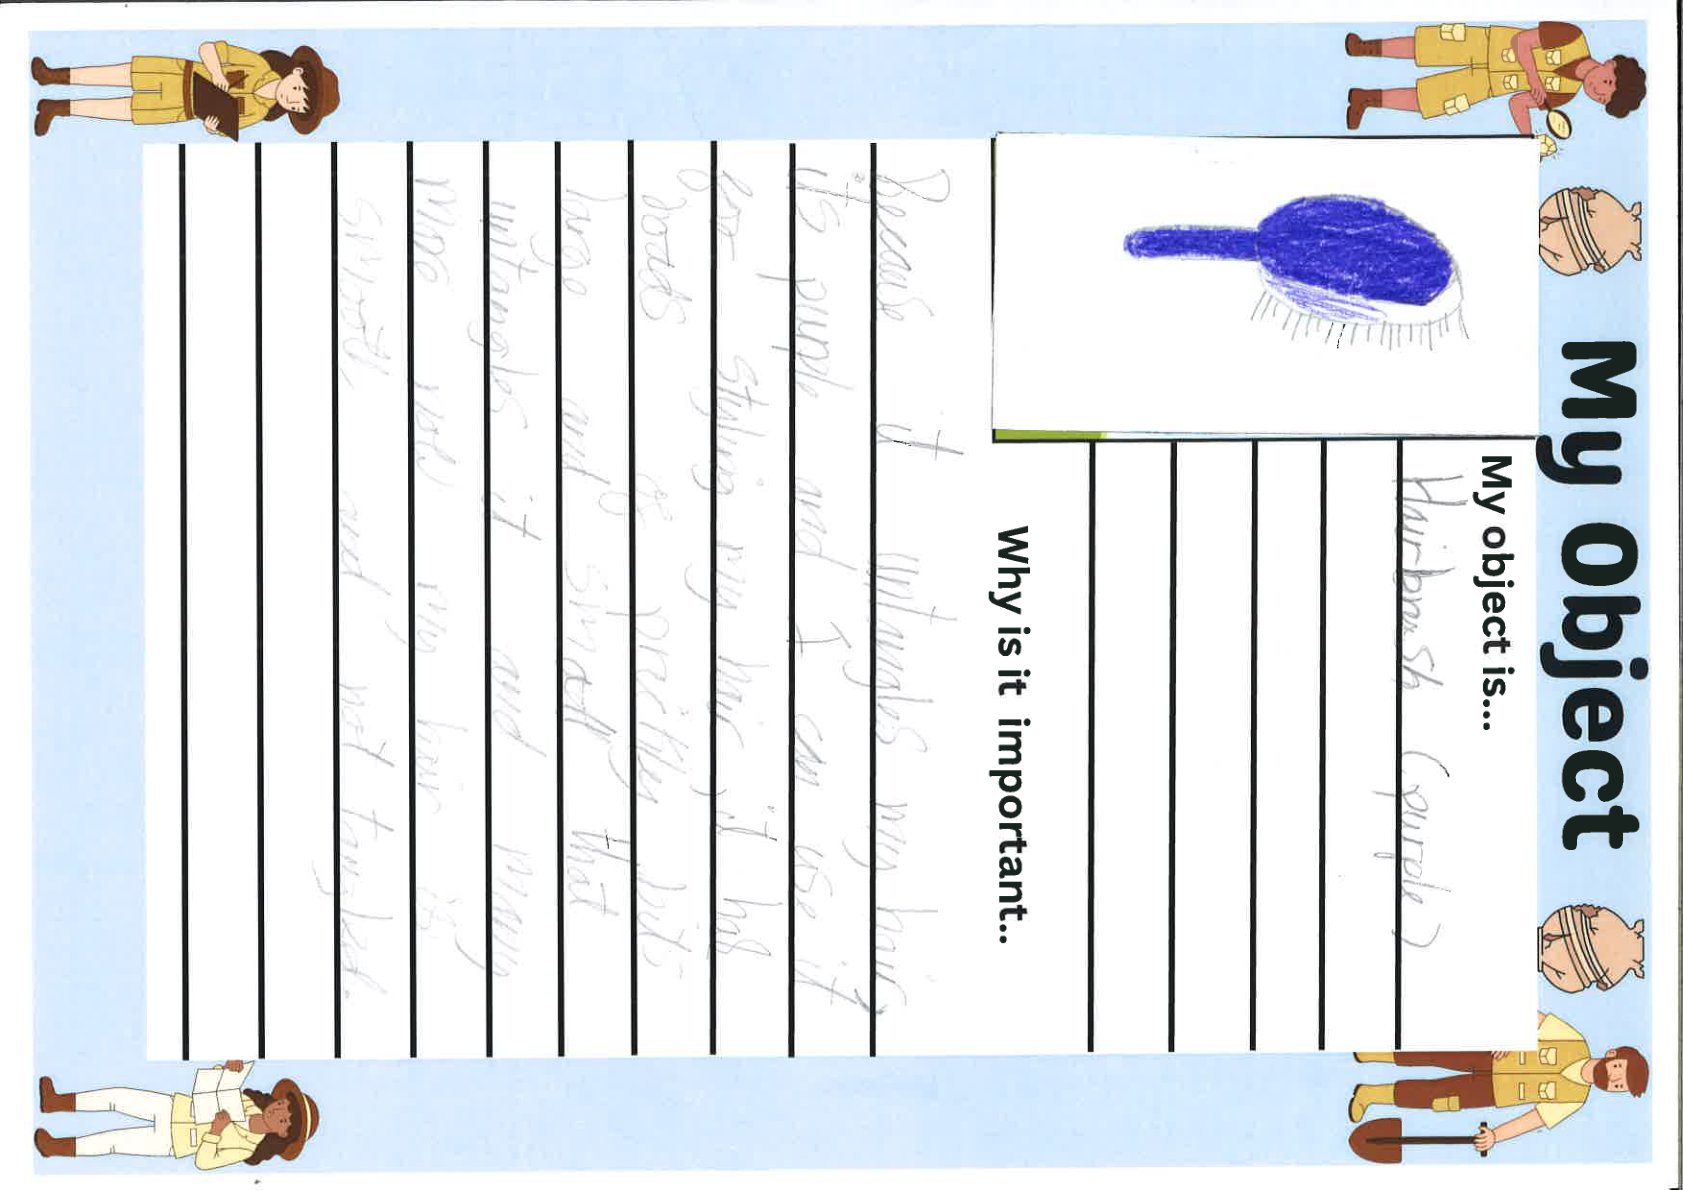 My Object
My object is...
Hairbrush (purple)
Why is it important..
Because it untangles my hair,
its purple and I can use it
for styling my hair, it has
loads of prickly bits
large and small that
untangles it and many
more now my hair is
smooth and not tangled.